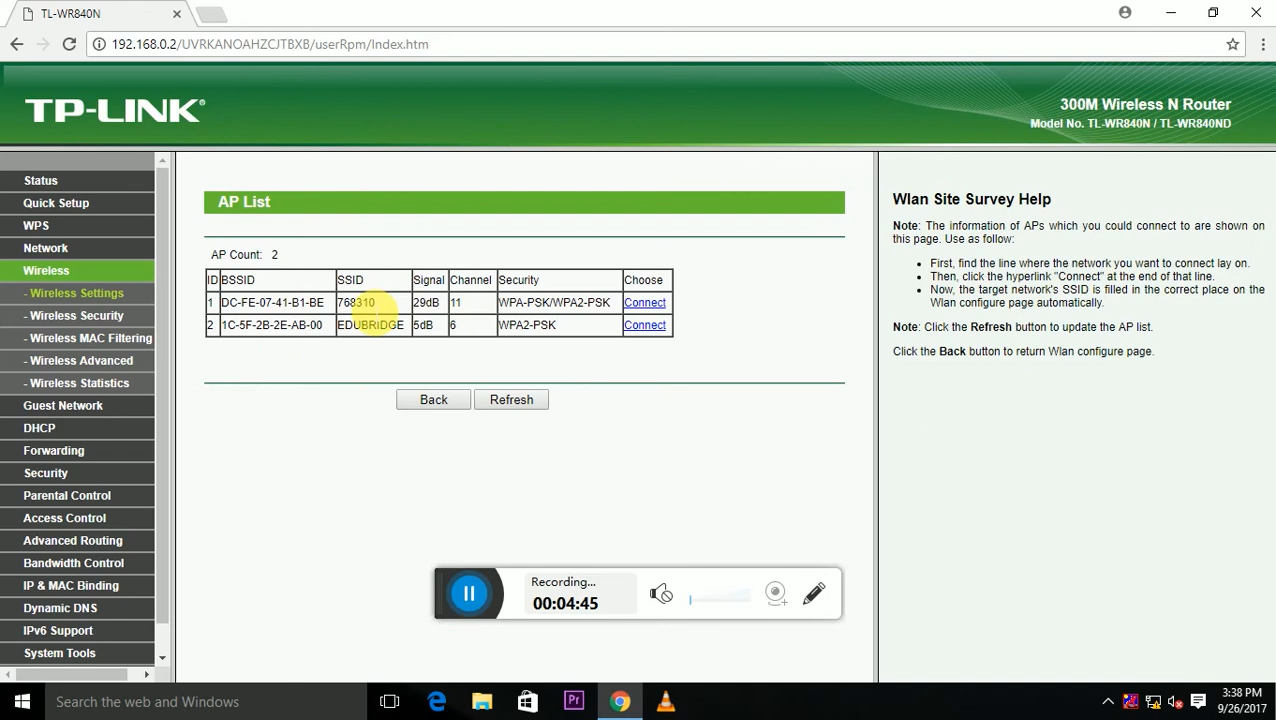 TL-WR840N
192.168.0.2/UVRKANOAHZCJTBXB/userRpm/Index.htm
TP-LINK®
300M Wireless N Router
Model No. TL-WR840N / TL-WR840ND
Status
Quick Setup
WPS
Network
Wireless
- Wireless Settings
- Wireless Security
- Wireless MAC Filtering
- Wireless Advanced
- Wireless Statistics
Guest Network
DHCP
Forwarding
Security
Parental Control
Access Control
Advanced Routing
Bandwidth Control
IP & MAC Binding
Dynamic DNS
IPv6 Support
System Tools
AP List
AP Count: 2
ID BSSID SSID Signal Channel Security Choose
1 DC-FE-07-41-B1-BE 768310 29dB 11 WPA-PSK/WPA2-PSK Connect
2 1C-5F-2B-2E-AB-00 EDUBRIDGE 5dB 6 WPA2-PSK Connect
Back Refresh
Wlan Site Survey Help
Note: The information of APs which you could connect to are shown
on this page. Use as follow:
• First, find the line where the network you want to connect lay on.
• Then, click the hyperlink "Connect" at the end of that line.
• Now, the target network's SSID is filled in the correct place on the
Wlan configure page automatically.
Note: Click the Refresh button to update the AP list.
Click the Back button to return Wlan configure page.
Recording...
00:04:45
Search the web and Windows
Pr
3:38 PM
9/26/2017